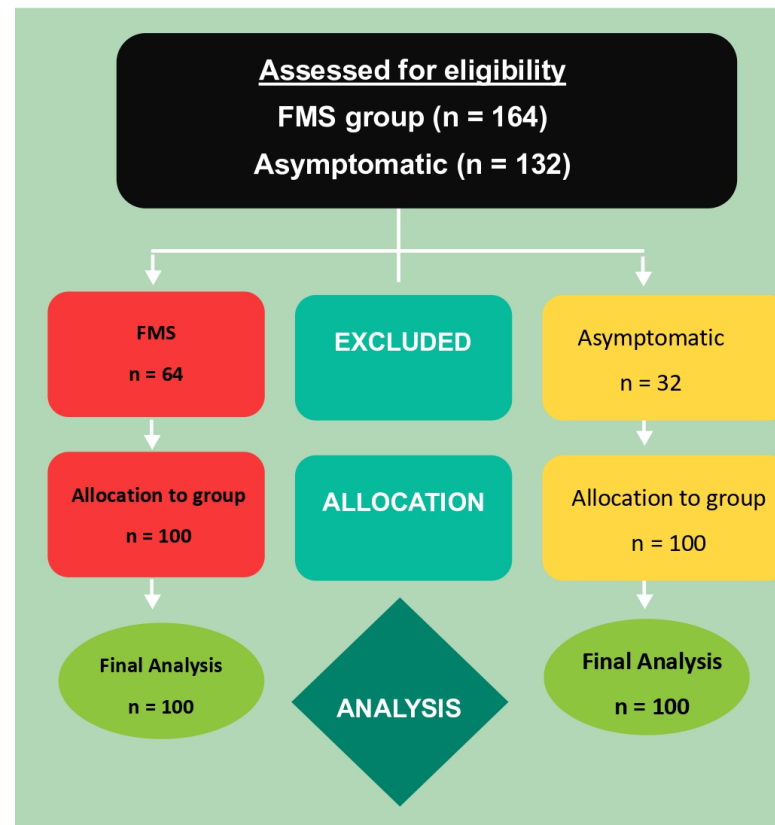 Assessed for eligibility
FMS group (n = 164)
Asymptomatic (n = 132)
FMS
n = 64
EXCLUDED
Asymptomatic
n = 32
Allocation to group
n = 100
ALLOCATION
Allocation to group
n = 100
Final Analysis
n = 100
ANALYSIS
Final Analysis
n = 100